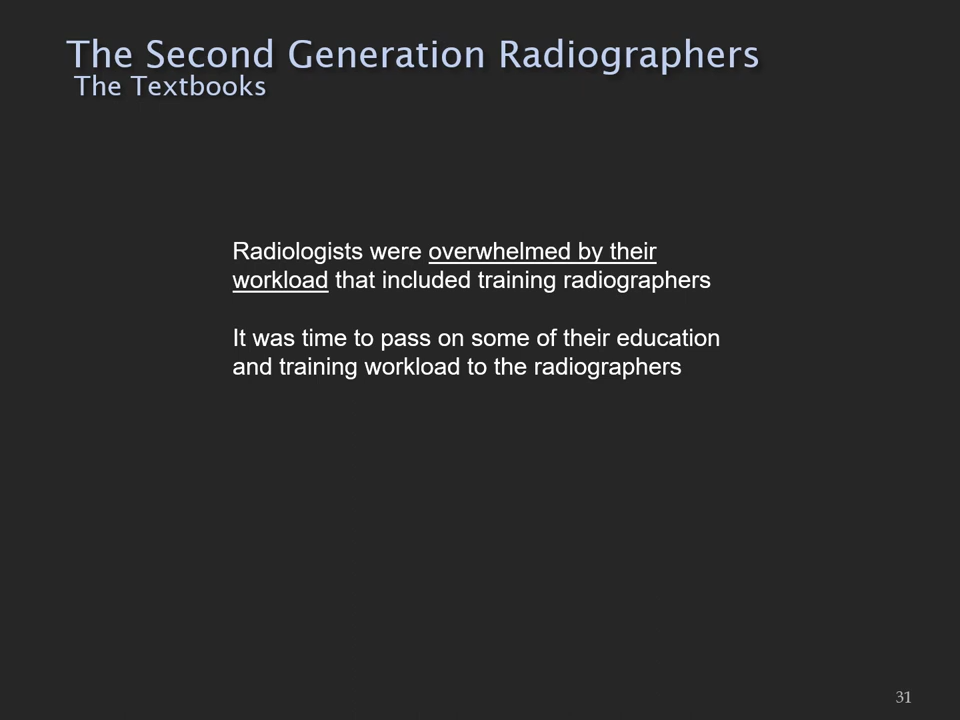 The Second Generation Radiographers
The Textbooks
Radiologists were overwhelmed by their
workload that included training radiographers
It was time to pass on some of their education
and training workload to the radiographers
31